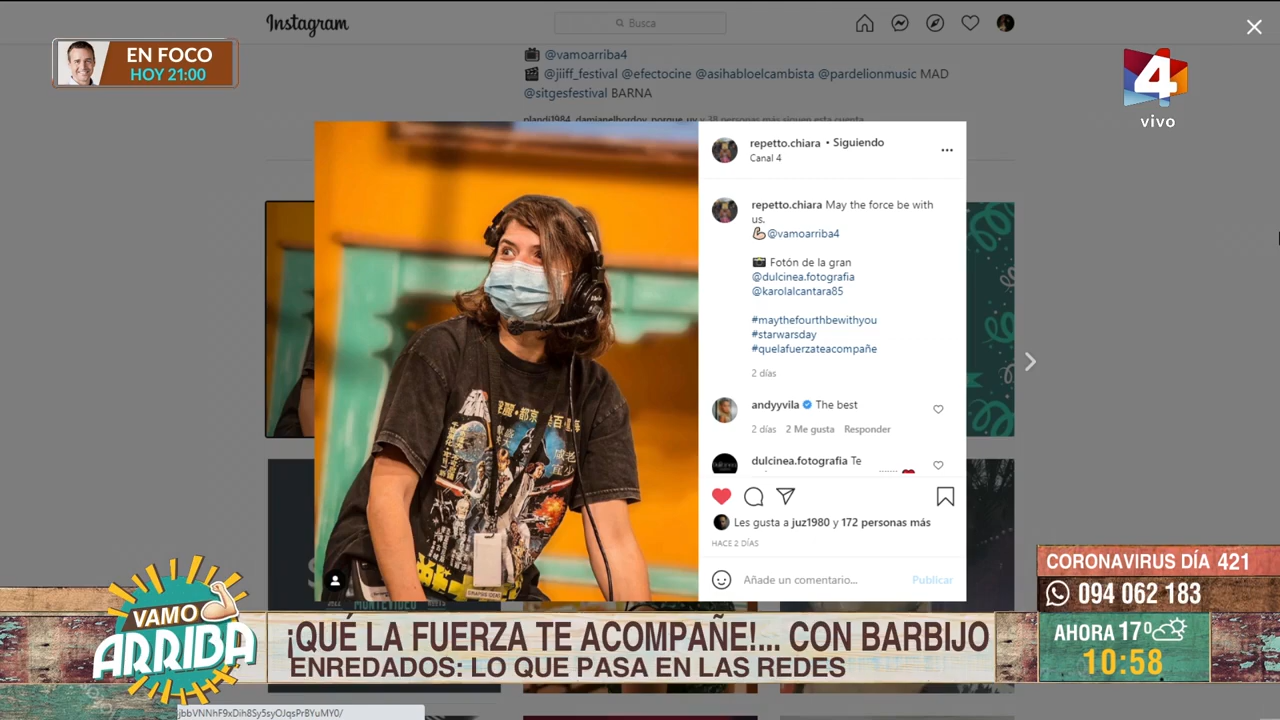 Instagram
Busca
EN FOCO
HOY 21:00
@vamoarriba4
@jiiff_festival @efectocine @asihabloelcambista @pardelionmusic MAD
@sitgesfestival BARNA
4
vivo
repetto.chiara • Siguiendo
Canal 4
repetto.chiara May the force be with
us.
@vamoarriba4
Fotón de la gran
@dulcinea.fotografia
@karolalcantara85
#maythefourthbewithyou
#starwarsday
#quelafuerzateacompañe
2 días
andyyvila The best
2 días 2 Me gusta Responder
dulcinea.fotografia Te
Les gusta a juz1980 y 172 personas más
HACE 2 DÍAS
Añade un comentario... Publicar
CORONAVIRUS DÍA 421
094 062 183
AHORA 17º
10:58
VAMO
ARRIBA
¡QUÉ LA FUERZA TE ACOMPAÑE!... CON BARBIJO
ENREDADOS: LO QUE PASA EN LAS REDES